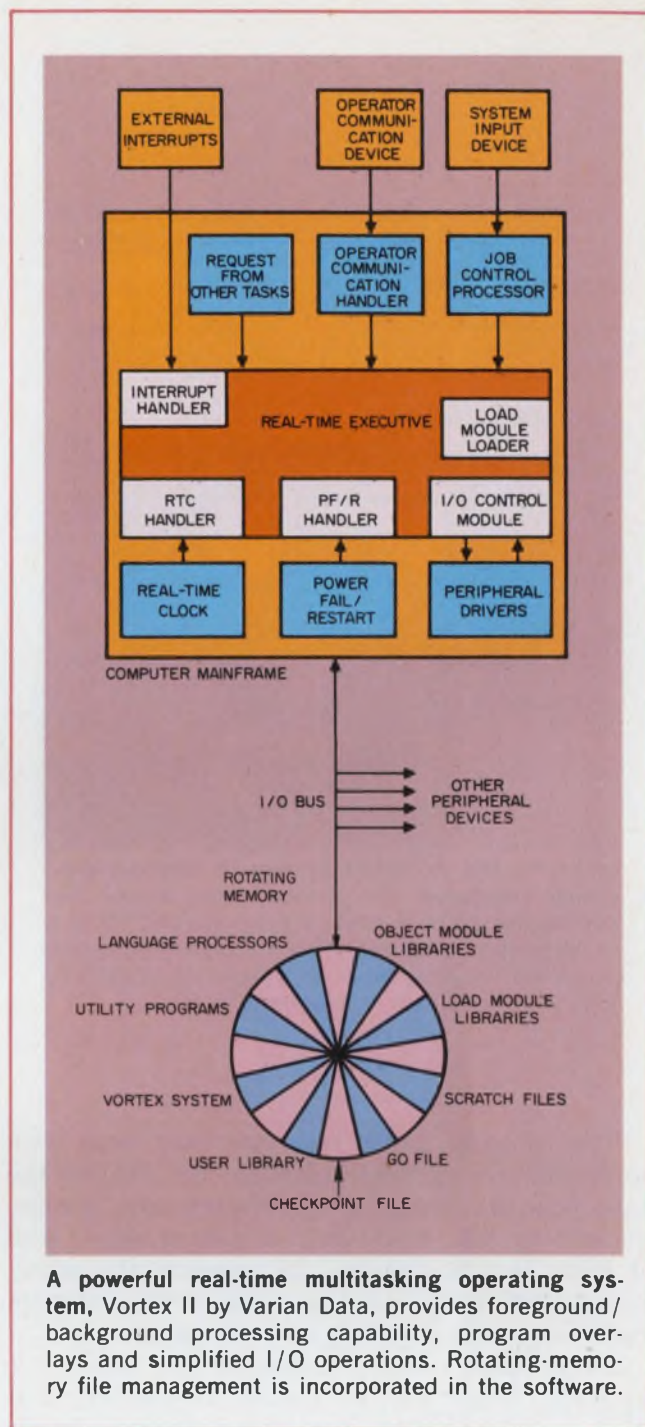 EXTERNAL
INTERRUPTS
OPERATOR
COMMUNI-
CATION
DEVICE
SYSTEM
INPUT
DEVICE
REQUEST
FROM
OTHER TASKS
OPERATOR
COMMUNI-
CATION
HANDLER
JOB
CONTROL
PROCESSOR
INTERRUPT
HANDLER
REAL-TIME EXECUTIVE
LOAD
MODULE
LOADER
RTC
HANDLER
PF/R
HANDLER
I/O CONTROL
MODULE
REAL-TIME
CLOCK
POWER
FAIL/
RESTART
PERIPHERAL
DRIVERS
COMPUTER MAINFRAME
I/O BUS
OTHER
PERIPHERAL
DEVICES
ROTATING
MEMORY
LANGUAGE PROCESSORS
OBJECT MODULE
LIBRARIES
UTILITY PROGRAMS
LOAD MODULE
LIBRARIES
VORTEX SYSTEM
SCRATCH FILES
USER LIBRARY
GO FILE
CHECKPOINT FILE
A powerful real-time multitasking operating sys-
tem, Vortex II by Varian Data, provides foreground/
background processing capability, program over-
lays and simplified I/O operations. Rotating-memo-
ry file management is incorporated in the software.